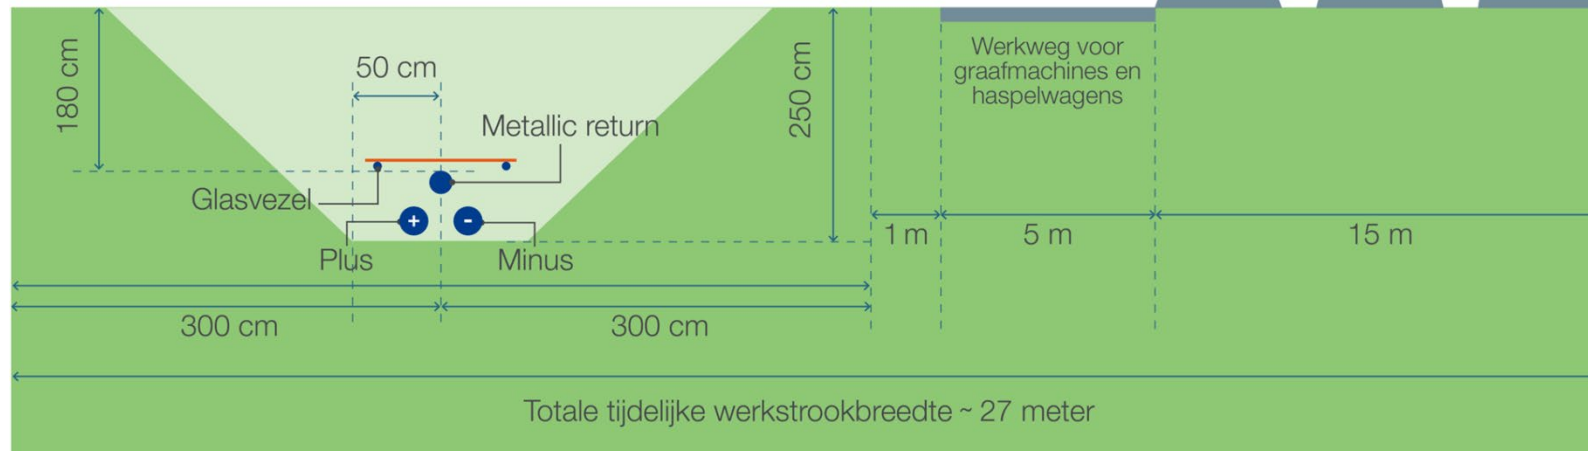 180 cm
50 cm
250 cm
Werkweg voor
graafmachines en
haspelwagens
Metallic return
Glasvezel
+
-
Plus
Minus
1 m
5 m
15 m
300 cm
300 cm
Totale tijdelijke werkstrookbreedte ~ 27 meter